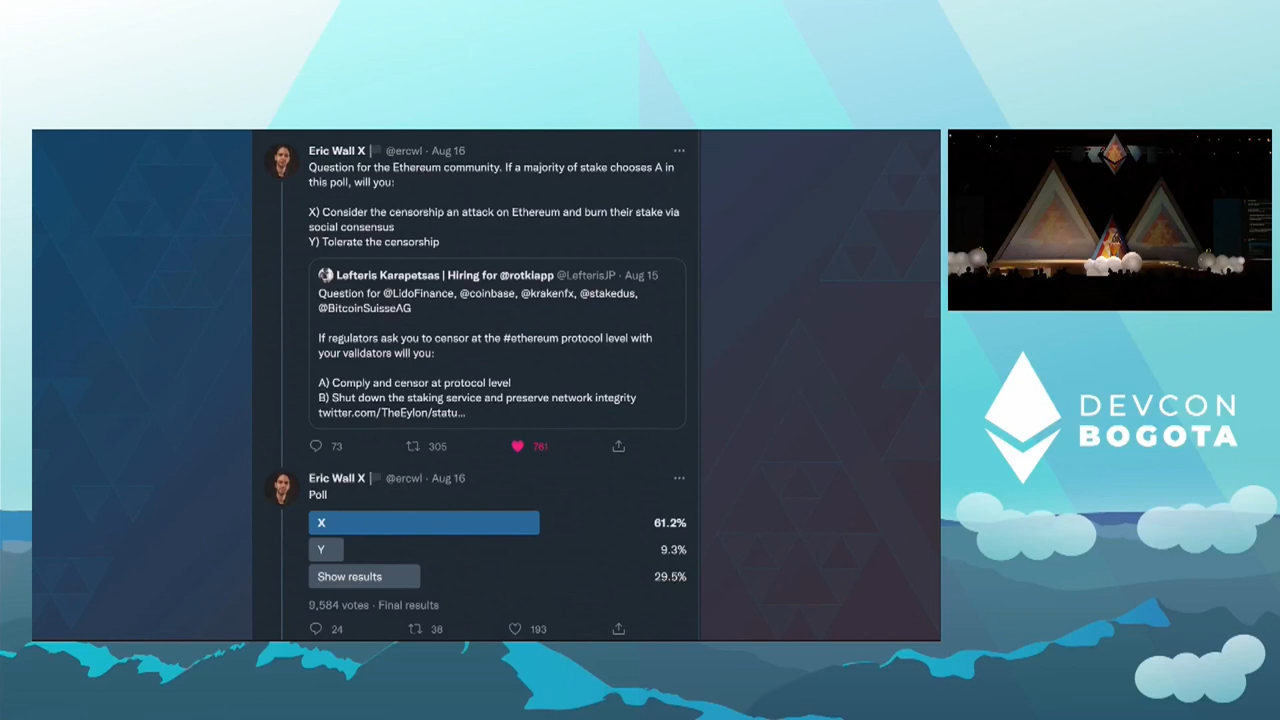 Eric Wall X @ercwl · Aug 16
Question for the Ethereum community. If a majority of stake chooses A in
this poll, will you:
X) Consider the censorship an attack on Ethereum and burn their stake via
social consensus
Y) Tolerate the censorship
Lefteris Karapetsas | Hiring for @rotkiapp @LefterisJP · Aug 15
Question for @LidoFinance, @coinbase, @krakenfx, @stakedus,
@BitcoinSuisseAG
If regulators ask you to censor at the #ethereum protocol level with
your validators will you:
A) Comply and censor at protocol level
B) Shut down the staking service and preserve network integrity
twitter.com/TheEylon/statu...
73 305 761
Eric Wall X @ercwl · Aug 16
Poll
X 61.2%
Y 9.3%
Show results 29.5%
9,584 votes · Final results
24 38 193
DEVCON
BOGOTA